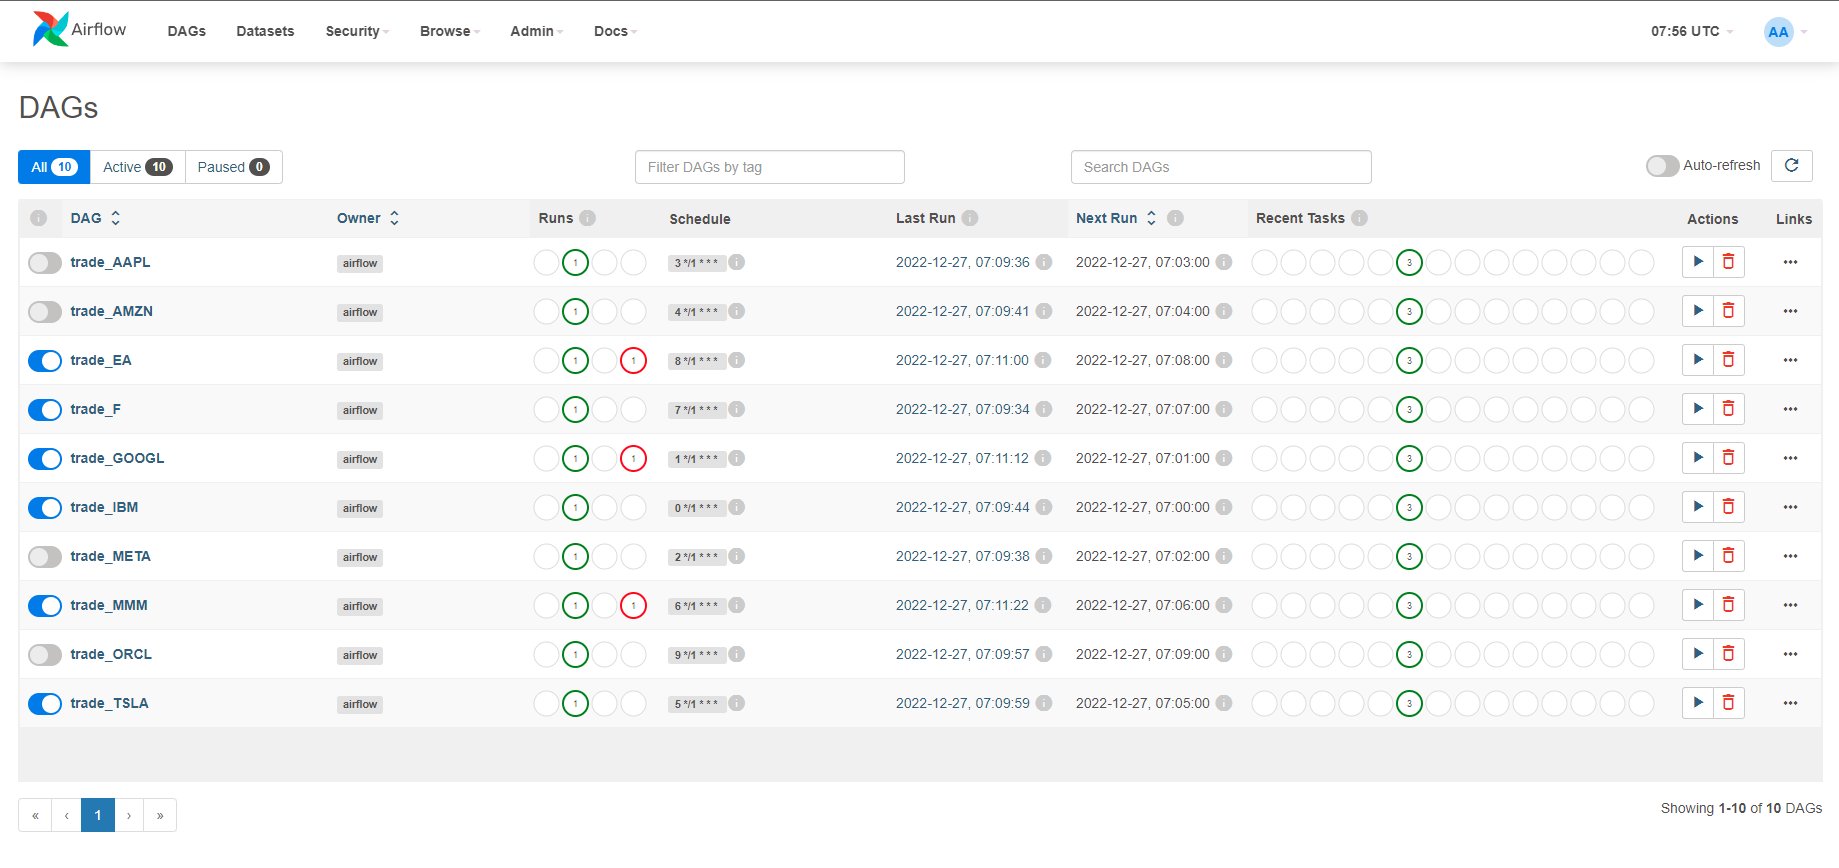 Airflow DAGs Datasets Security Browse Admin Docs 07:56 UTC AA
DAGs
All 10 Active 10 Paused 0 Filter DAGs by tag Search DAGs Auto-refresh
i DAG Owner Runs i Schedule Last Run i Next Run i Recent Tasks i Actions Links
trade_AAPL airflow 1 3 */1 * * * i 2022-12-27, 07:09:36 i 2022-12-27, 07:03:00 i 3 ...
trade_AMZN airflow 1 4 */1 * * * i 2022-12-27, 07:09:41 i 2022-12-27, 07:04:00 i 3 ...
trade_EA airflow 1 1 8 */1 * * * i 2022-12-27, 07:11:00 i 2022-12-27, 07:08:00 i 3 ...
trade_F airflow 1 7 */1 * * * i 2022-12-27, 07:09:34 i 2022-12-27, 07:07:00 i 3 ...
trade_GOOGL airflow 1 1 1 */1 * * * i 2022-12-27, 07:11:12 i 2022-12-27, 07:01:00 i 3 ...
trade_IBM airflow 1 0 */1 * * * i 2022-12-27, 07:09:44 i 2022-12-27, 07:00:00 i 3 ...
trade_META airflow 1 2 */1 * * * i 2022-12-27, 07:09:38 i 2022-12-27, 07:02:00 i 3 ...
trade_MMM airflow 1 1 6 */1 * * * i 2022-12-27, 07:11:22 i 2022-12-27, 07:06:00 i 3 ...
trade_ORCL airflow 1 9 */1 * * * i 2022-12-27, 07:09:57 i 2022-12-27, 07:09:00 i 3 ...
trade_TSLA airflow 1 5 */1 * * * i 2022-12-27, 07:09:59 i 2022-12-27, 07:05:00 i 3 ...
« ‹ 1 › » Showing 1-10 of 10 DAGs